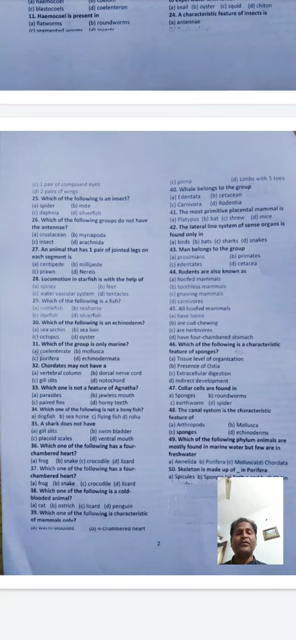 (a) haemocoel
(c) blastocoels (d) coelenteron
11. Haemocoel is present in
(a) flatworms (b) roundworms
(c) segmented worms (d) insects
(a) snail (b) oyster (c) squid (d) chiton
24. A characteristic feature of insects is
(a) antennae
(c) 1 pair of compound eyes
(d) 2 pairs of wings
25. Which of the following is an insect?
(a) spider (b) mite
(c) daphnia (d) silverfish
26. Which of the following groups do not have
the antennae?
(a) crustacean (b) myriapoda
(c) insect (d) arachnida
27. An animal that has 1 pair of jointed legs on
each segment is
(a) centipede (b) millipede
(c) prawn (d) Nereis
28. Locomotion in starfish is with the help of
(a) spines (b) feet
(c) water vascular system (d) tentacles
29. Which of the following is a fish?
(b) seahorse
(c) starfish (d) silverfish
30. Which of the following is an echinoderm?
(a) sea urchin (b) sea lion
(c) octopus (d) oyster
31. Which of the group is only marine?
(a) coelenterate (b) mollusca
(c) porifera (d) echinodermata
32. Chordates may not have a
(a) vertebral column (b) dorsal nerve cord
(c) gill slits (d) notochord
33. Which one is not a feature of Agnatha?
(a) parasites (b) jawless mouth
(c) paired fins (d) horny teeth
34. Which one of the following is not a bony fish?
a) dogfish b) sea horse c) flying fish d) rohu
35. A shark does not have
(a) gill slits (b) swim bladder
(c) placoid scales (d) ventral mouth
36. Which one of the following has a four-
chambered heart?
(a) frog (b) snake (c) crocodile (d) lizard
37. Which one of the following has a four-
chambered heart?
(a) frog (b) snake (c) crocodile (d) lizard
38. Which one of the following is a cold-
blooded animal?
(a) cat (b) ostrich (c) lizard (d) penguin
39. Which one of the following is characteristic
of mammals only?
(a) warm-blooded (b) 4-chambered heart
(c) pinna (d) Limbs with 5 toes
40. Whale belongs to the group
(a) Edentata (b) cetacean
(c) Carnivora (d) Rodentia
41. The most primitive placental mammal is
(a) Platypus (b) bat (c) shrew (d) mice
42. The lateral line system of sense organs is
found only in
(a) birds (b) bats (c) sharks (d) snakes
43. Man belongs to the group
(a) prosimians (b) primates
(c) edentates (d) cetacea
44. Rodents are also known as
(a) hoofed mammals
(b) toothless mammals
(c) gnawing mammals
(d) carnivores
45. All hoofed mammals
(a) have horns
(b) are cud-chewing
(c) are herbivores
(d) have four-chambered stomach
46. Which of the following is a characteristic
feature of sponges?
(a) Tissue level of organisation
(b) Presence of Ostia
(c) Extracellular digestion
(d) indirect development
47. Collar cells are found in
(a) Sponges b) roundworms
(c) earthworm (d) spider
48. The canal system is the characteristic
feature of
(a) Arthropods (b) Mollusca
(c) sponges (d) echinoderms
49. Which of the following phylum animals are
mostly found in marine water but few are in
freshwater
a) Annelida b) Porifera c) Mollusca d) Chordata
50. Skeleton is made up of _ in Porifera
a) Spicules b)
2